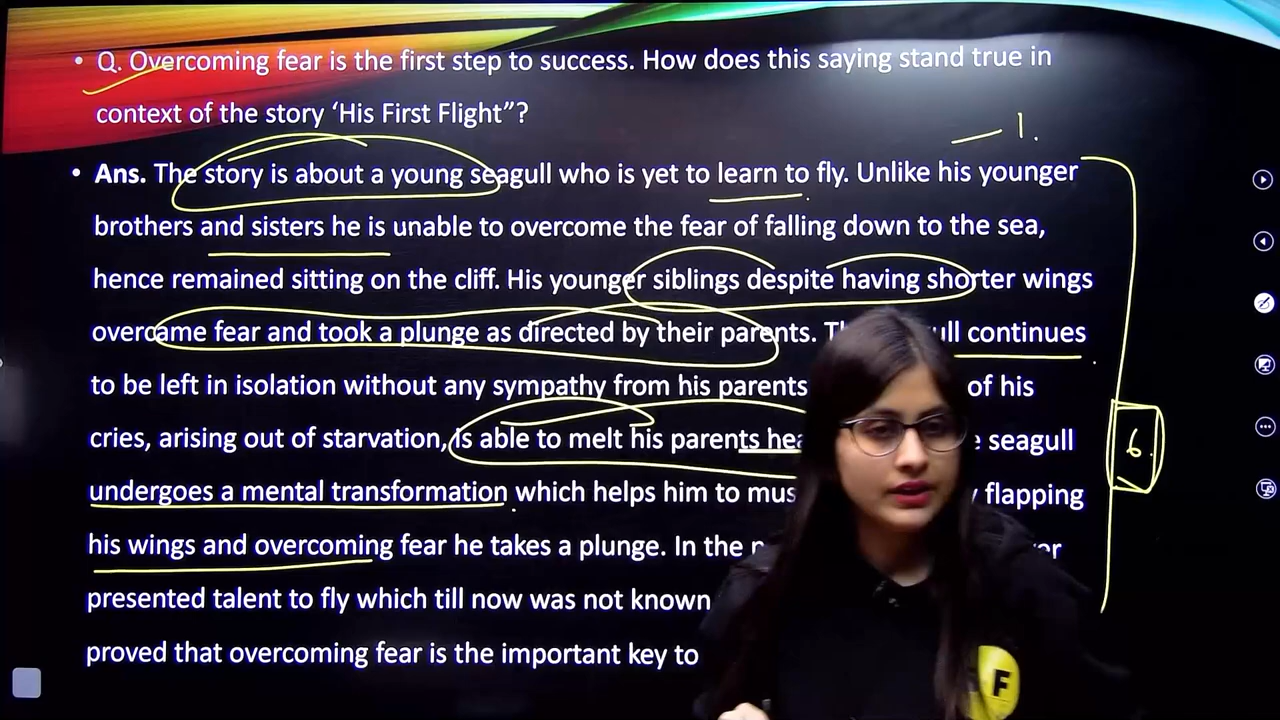 • Q. Overcoming fear is the first step to success. How does this saying stand true in
context of the story ‘His First Flight”?
1.
• Ans. The story is about a young seagull who is yet to learn to fly. Unlike his younger
brothers and sisters he is unable to overcome the fear of falling down to the sea,
hence remained sitting on the cliff. His younger siblings despite having shorter wings
overcame fear and took a plunge as directed by their parents. continues
to be left in isolation without any sympathy from his parents of his
cries, arising out of starvation, is able to melt his parents seagull
6.
undergoes a mental transformation which helps him to flapping
his wings and overcoming fear he takes a plunge. In the
presented talent to fly which till now was not known
proved that overcoming fear is the important key to
F